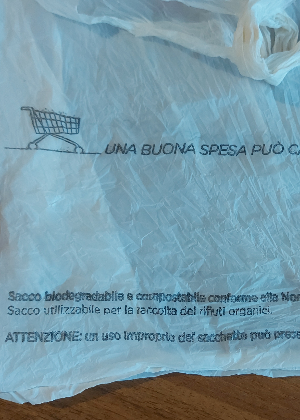 UNA BUONA SPESA PUÒ
Sacco biodegradabile e compostabile conforme alla
Sacco utilizzabile per la raccolta dei rifiuti organici.
ATTENZIONE: un uso improprio del sacchetto può